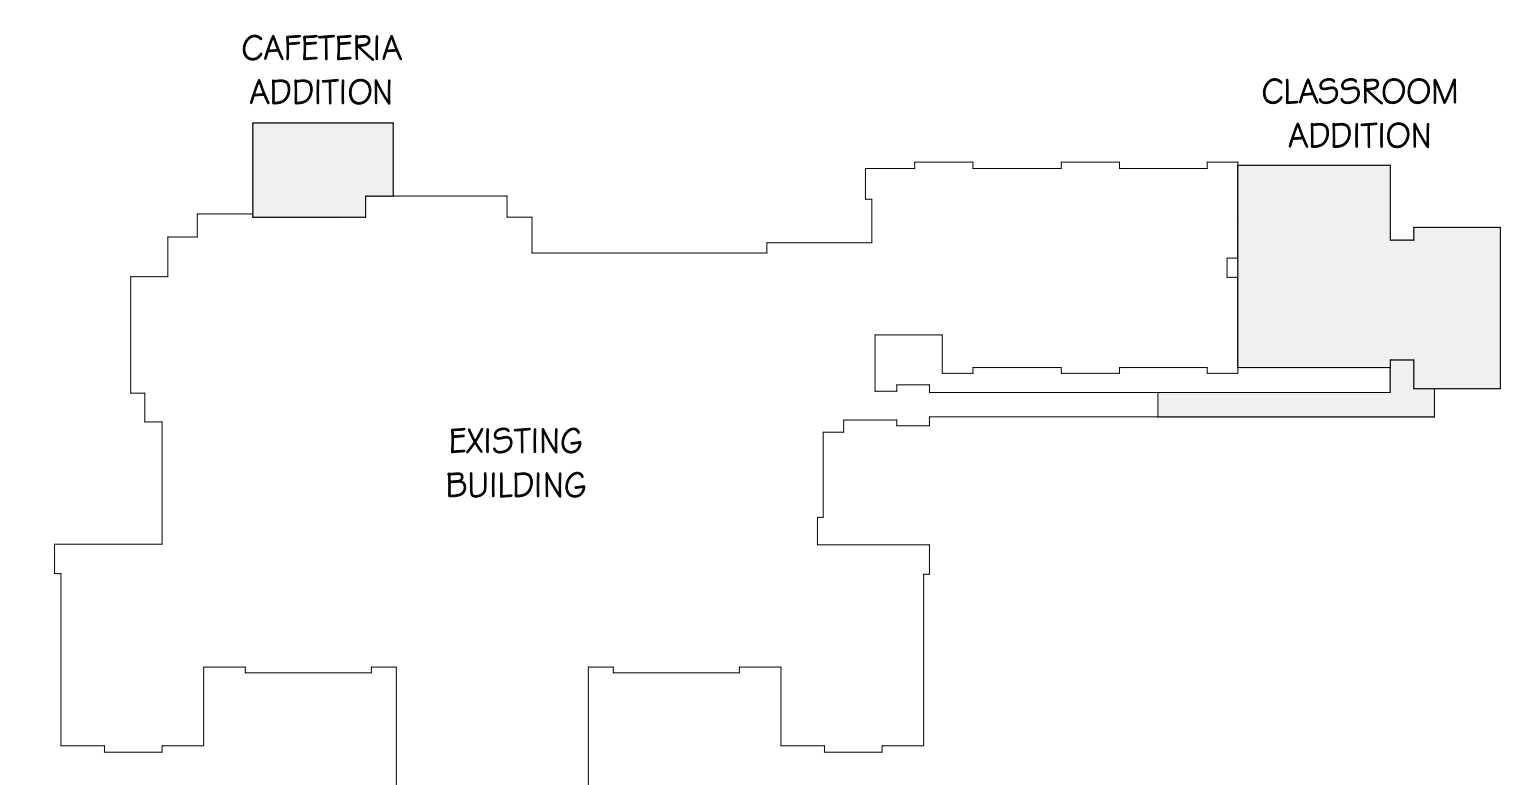 CAFETERIA
ADDITION
CLASSROOM
ADDITION
EXISTING
BUILDING